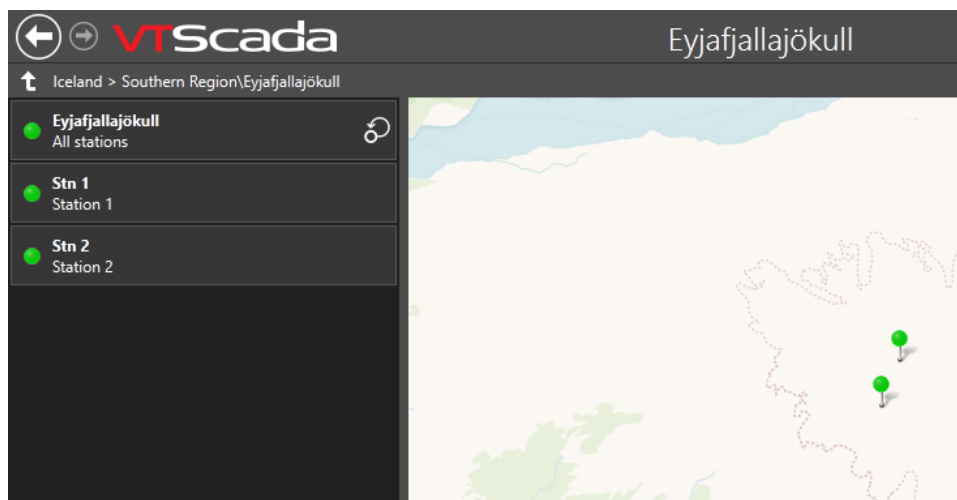 VTScada
Eyjafjallajökull
Iceland > Southern Region\Eyjafjallajökull
Eyjafjallajökull
All stations
Stn 1
Station 1
Stn 2
Station 2